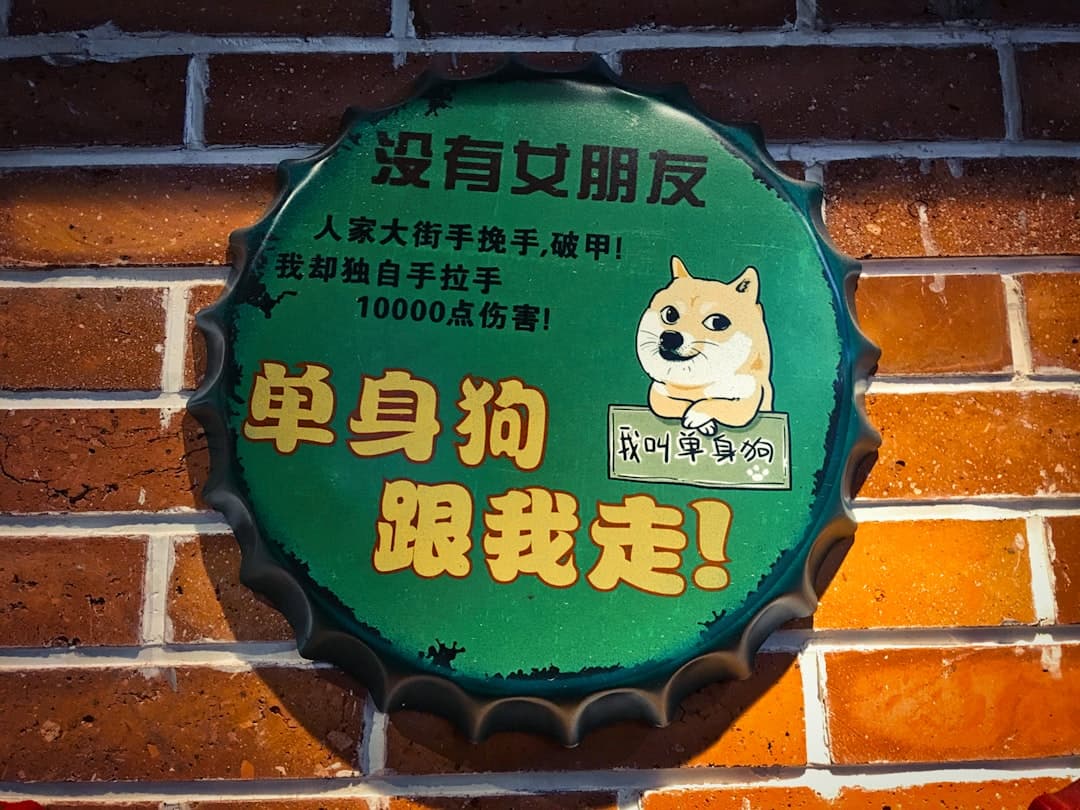 没有女朋友
人家大街手挽手,破甲!
我却独自手拉手
10000点伤害!
单身狗
我叫单身狗
跟我走!